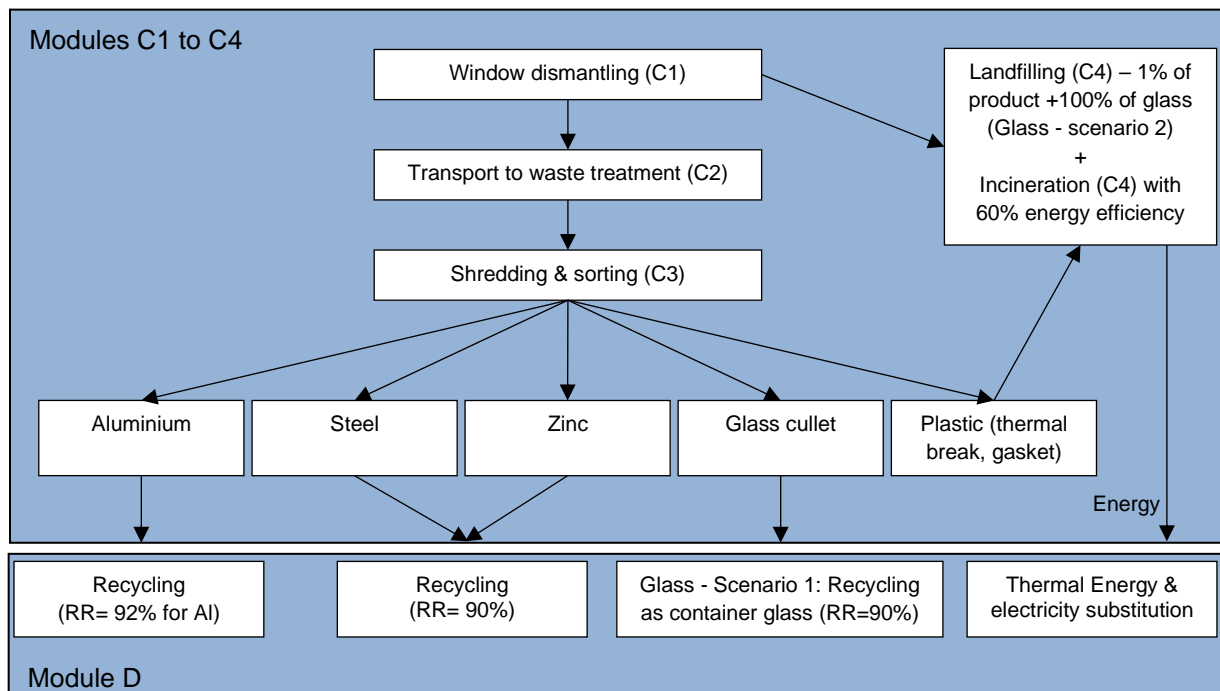 Modules C1 to C4
Window dismantling (C1)
Transport to waste treatment (C2)
Shredding & sorting (C3)
Landfilling (C4) – 1% of
product +100% of glass
(Glass - scenario 2)
+
Incineration (C4) with
60% energy efficiency
Aluminium
Steel
Zinc
Glass cullet
Plastic (thermal
break, gasket)
Energy
Recycling
(RR= 92% for Al)
Recycling
(RR= 90%)
Glass - Scenario 1: Recycling
as container glass (RR=90%)
Thermal Energy &
electricity substitution
Module D